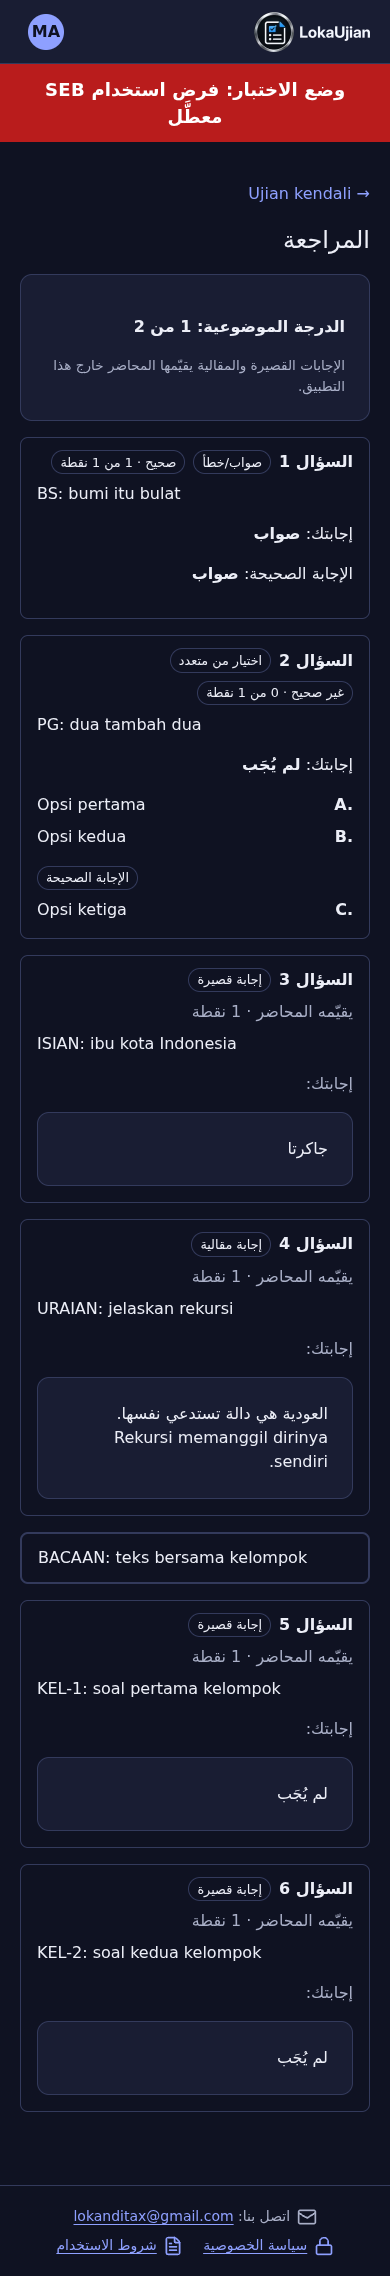 LokaUjian
MA
وضع الاختبار: فرض استخدام SEB
معطَّل
→ Ujian kendali
المراجعة
الدرجة الموضوعية: 1 من 2
الإجابات القصيرة والمقالية يقيّمها المحاضر خارج هذا
التطبيق.
السؤال 1 صواب/خطأ صحيح · 1 من 1 نقطة
BS: bumi itu bulat
إجابتك: صواب
الإجابة الصحيحة: صواب
السؤال 2 اختيار من متعدد
غير صحيح · 0 من 1 نقطة
PG: dua tambah dua
إجابتك: لم يُجَب
A. Opsi pertama
B. Opsi kedua
الإجابة الصحيحة
C. Opsi ketiga
السؤال 3 إجابة قصيرة
يقيّمه المحاضر · 1 نقطة
ISIAN: ibu kota Indonesia
إجابتك:
جاكرتا
السؤال 4 إجابة مقالية
يقيّمه المحاضر · 1 نقطة
URAIAN: jelaskan rekursi
إجابتك:
العودية هي دالة تستدعي نفسها.
Rekursi memanggil dirinya
sendiri.
BACAAN: teks bersama kelompok
السؤال 5 إجابة قصيرة
يقيّمه المحاضر · 1 نقطة
KEL-1: soal pertama kelompok
إجابتك:
لم يُجَب
السؤال 6 إجابة قصيرة
يقيّمه المحاضر · 1 نقطة
KEL-2: soal kedua kelompok
إجابتك:
لم يُجَب
اتصل بنا: lokanditax@gmail.com
سياسة الخصوصية شروط الاستخدام